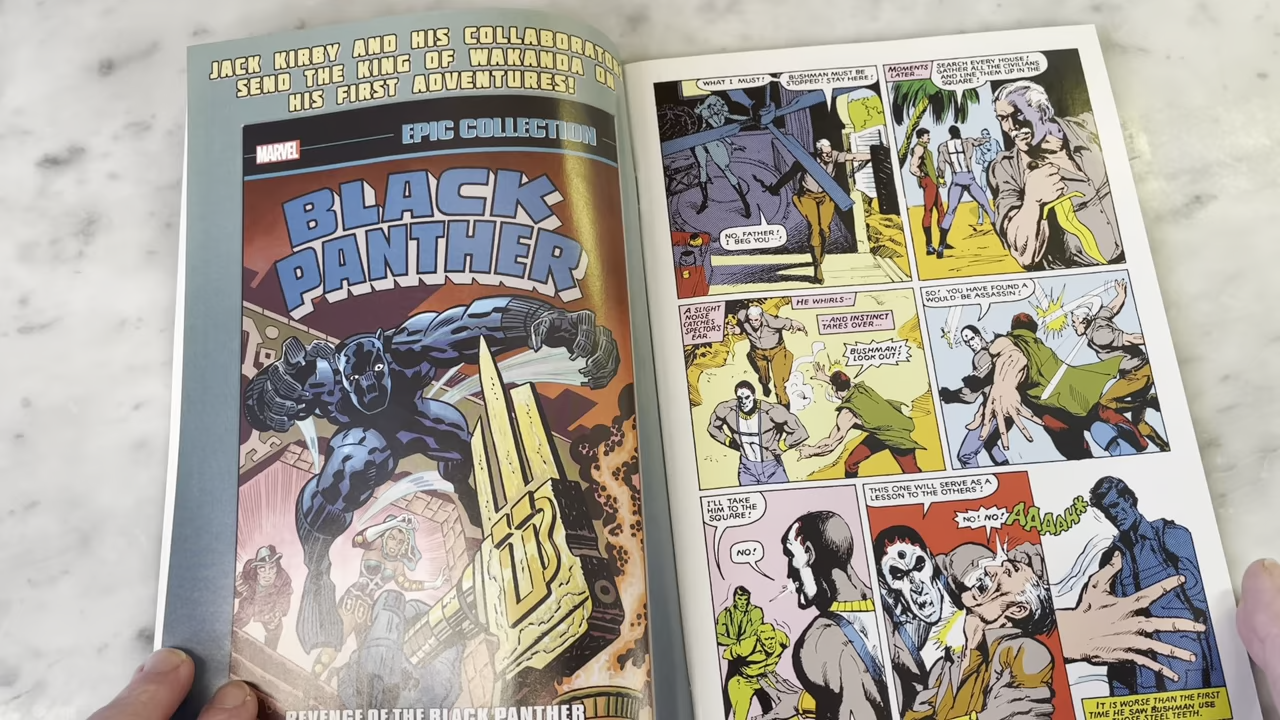 JACK KIRBY AND HIS COLLABORATO
SEND THE KING OF WAKANDA ON
HIS FIRST ADVENTURES!
MARVEL
EPIC COLLECTION
BLACK
PANTHER
REVENGE OF THE BLACK PANTHER
WHAT I MUST!
BUSHMAN MUST BE
STOPPED! STAY HERE!
NO, FATHER!
I BEG YOU--!
MOMENTS
LATER...
SEARCH EVERY HOUSE!
GATHER ALL THE CIVILIANS
AND LINE THEM UP IN THE
SQUARE!
A SLIGHT
NOISE
CATCHES
SPECTOR'S
EAR.
HE WHIRLS--
--AND INSTINCT
TAKES OVER...
BUSHMAN!
LOOK OUT!
SO! YOU HAVE FOUND A
WOULD-BE ASSASSIN!
I'LL TAKE
HIM TO THE
SQUARE!
NO!
THIS ONE WILL SERVE AS A
LESSON TO THE OTHERS!
NO! NO!
AAAAH*
IT IS WORSE THAN THE FIRST
TIME HE SAW BUSHMAN USE
STEEL TEETH.